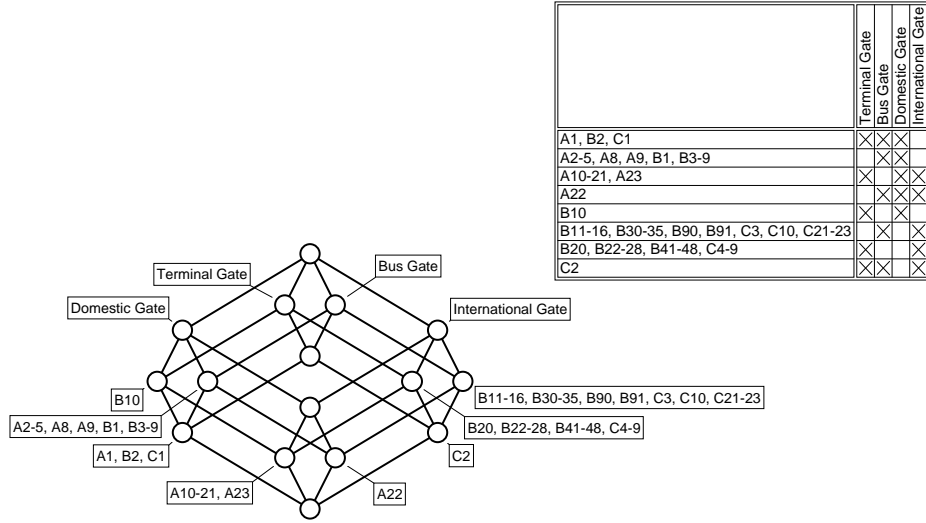 Terminal Gate
Bus Gate
Domestic Gate
International Gate
A1, B2, C1
A2-5, A8, A9, B1, B3-9
A10-21, A23
A22
B10
B11-16, B30-35, B90, B91, C3, C10, C21-23
B20, B22-28, B41-48, C4-9
C2
Terminal Gate
Bus Gate
Domestic Gate
International Gate
B10
B11-16, B30-35, B90, B91, C3, C10, C21-23
A2-5, A8, A9, B1, B3-9
B20, B22-28, B41-48, C4-9
A1, B2, C1
C2
A10-21, A23
A22